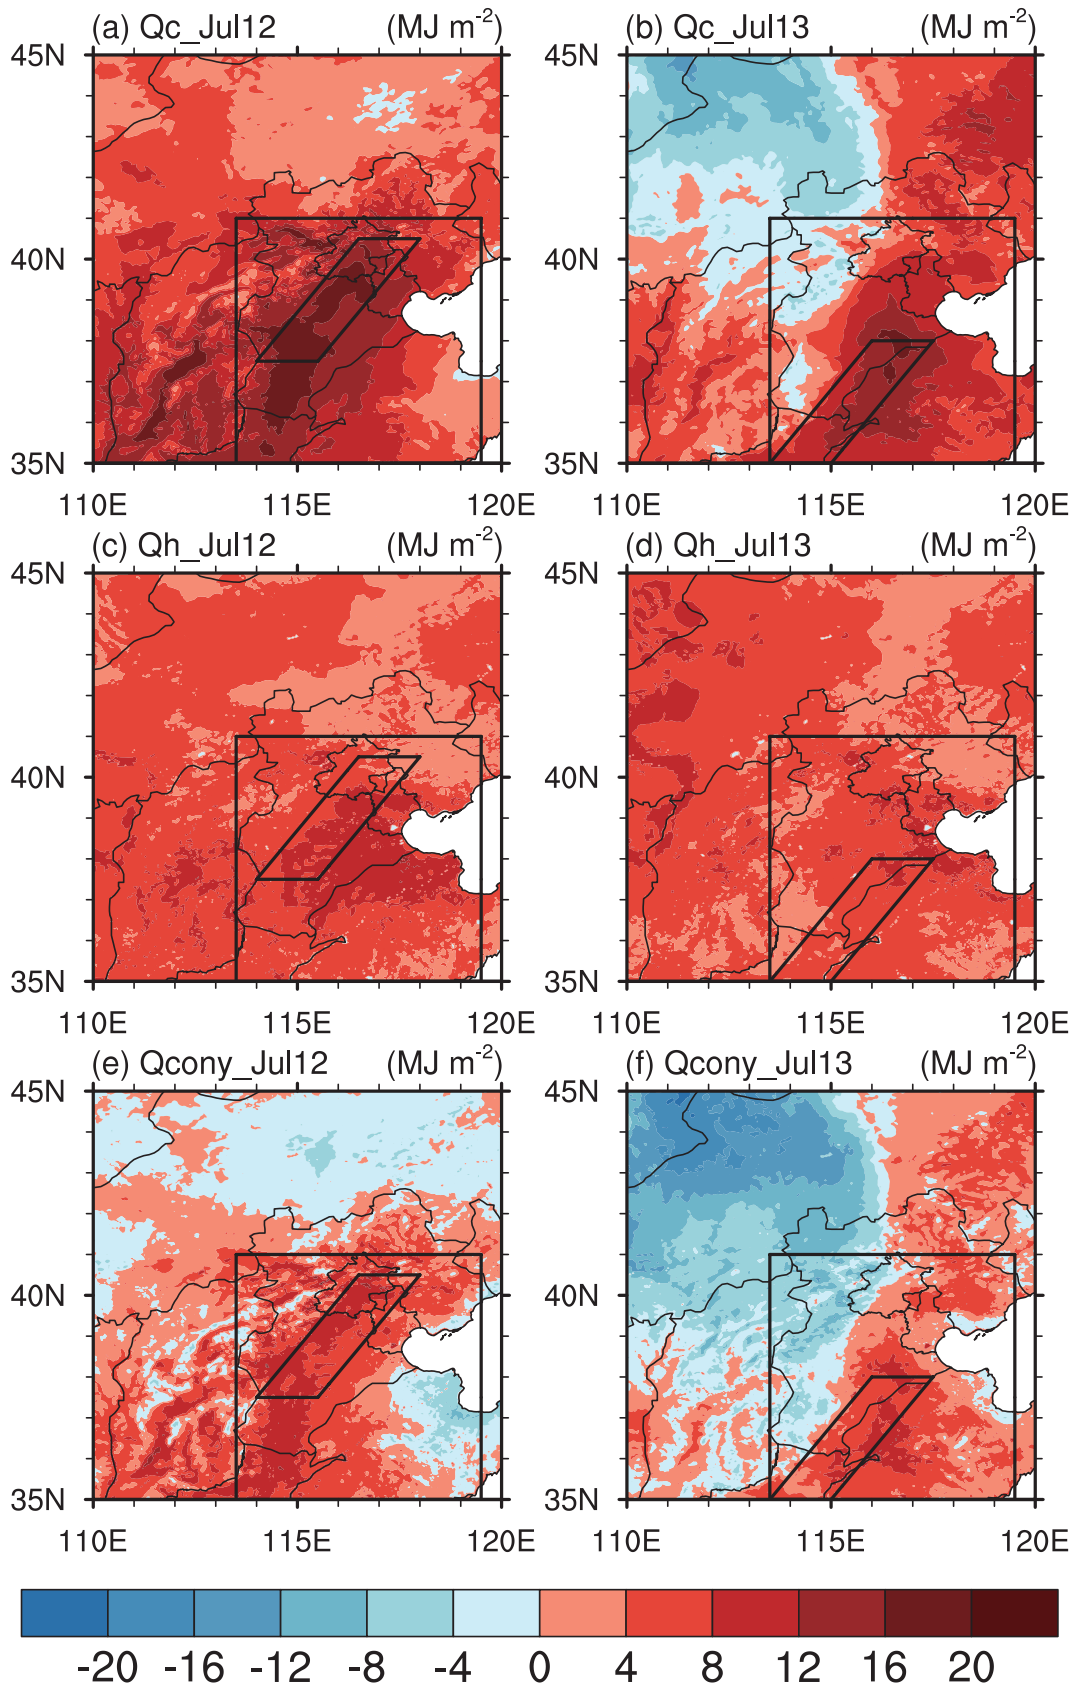 (a) Qc_Jul12 (MJ m-2) (b) Qc_Jul13 (MJ m-2)
45N 45N
40N 40N
35N 35N
110E 115E 120E 110E 115E 120E
(c) Qh_Jul12 (MJ m-2) (d) Qh_Jul13 (MJ m-2)
45N 45N
40N 40N
35N 35N
110E 115E 120E 110E 115E 120E
(e) Qcony_Jul12 (MJ m-2) (f) Qcony_Jul13 (MJ m-2)
45N 45N
40N 40N
35N 35N
110E 115E 120E 110E 115E 120E
-20 -16 -12 -8 -4 0 4 8 12 16 20